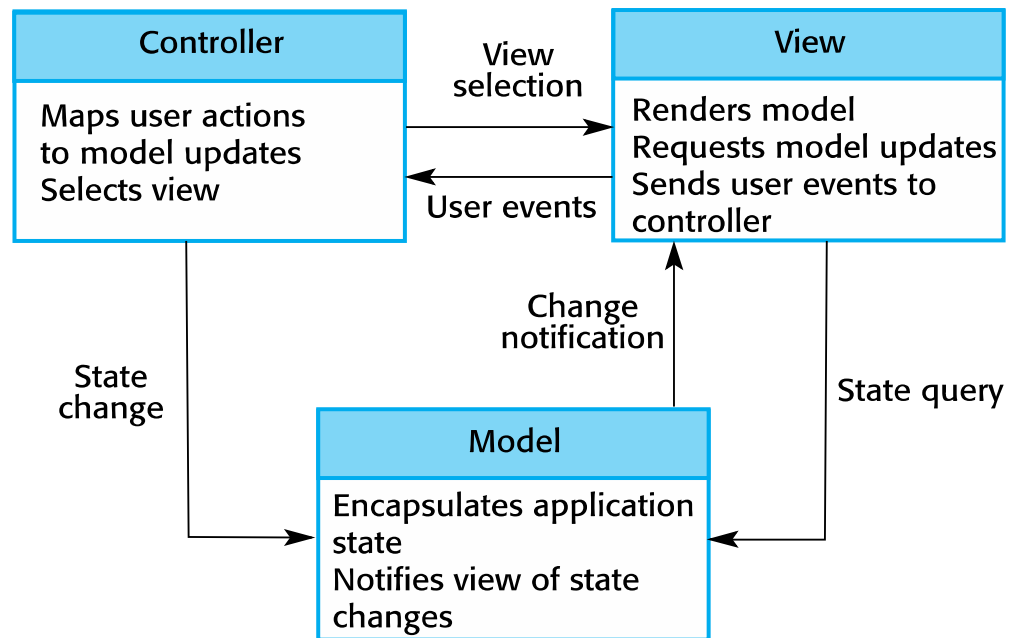 Controller
Maps user actions
to model updates
Selects view
View
selection
User events
View
Renders model
Requests model updates
Sends user events to
controller
State
change
Change
notification
State query
Model
Encapsulates application
state
Notifies view of state
changes